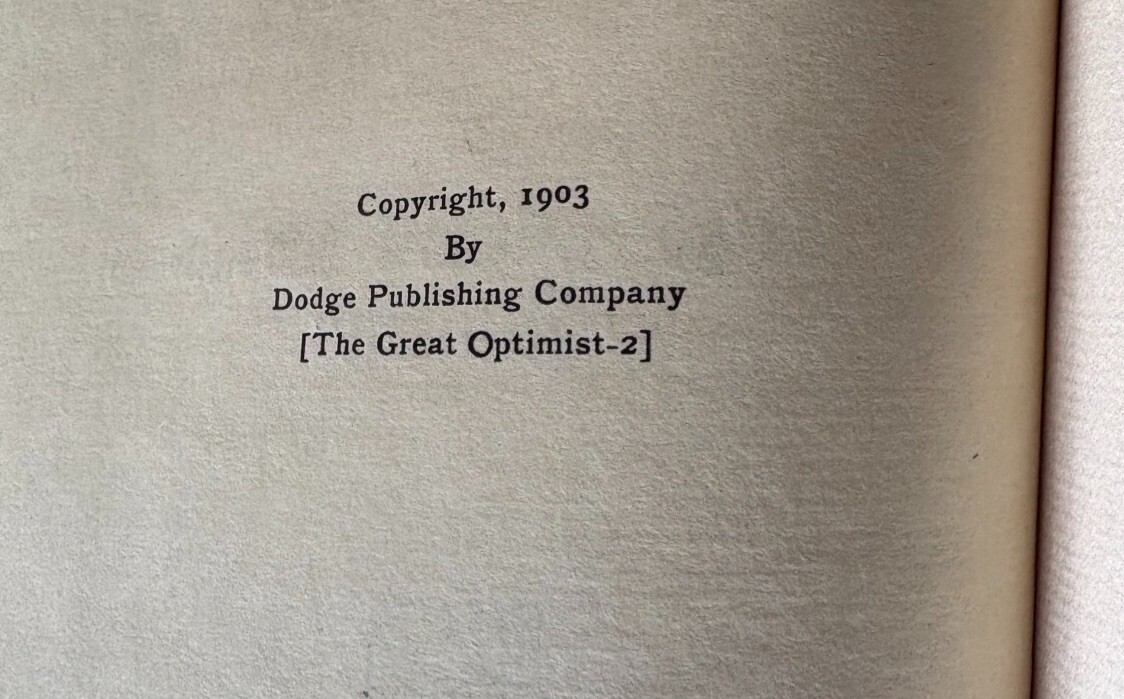 Copyright, 1903
By
Dodge Publishing Company
[The Great Optimist-2]